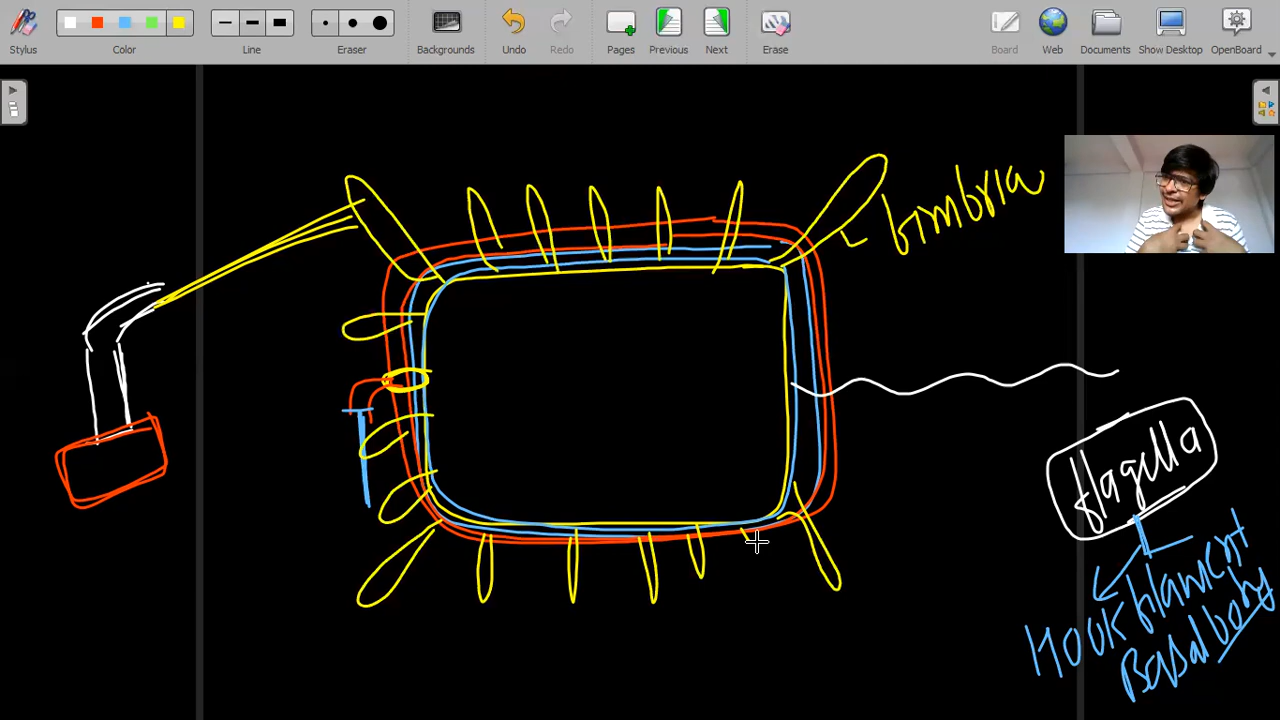 Stylus
Color
Line
Eraser
Backgrounds
Undo
Redo
Pages
Previous
Next
Erase
Board
Web
Documents
Show Desktop
OpenBoard
fimbria
flagella
Hook filament
Basal body